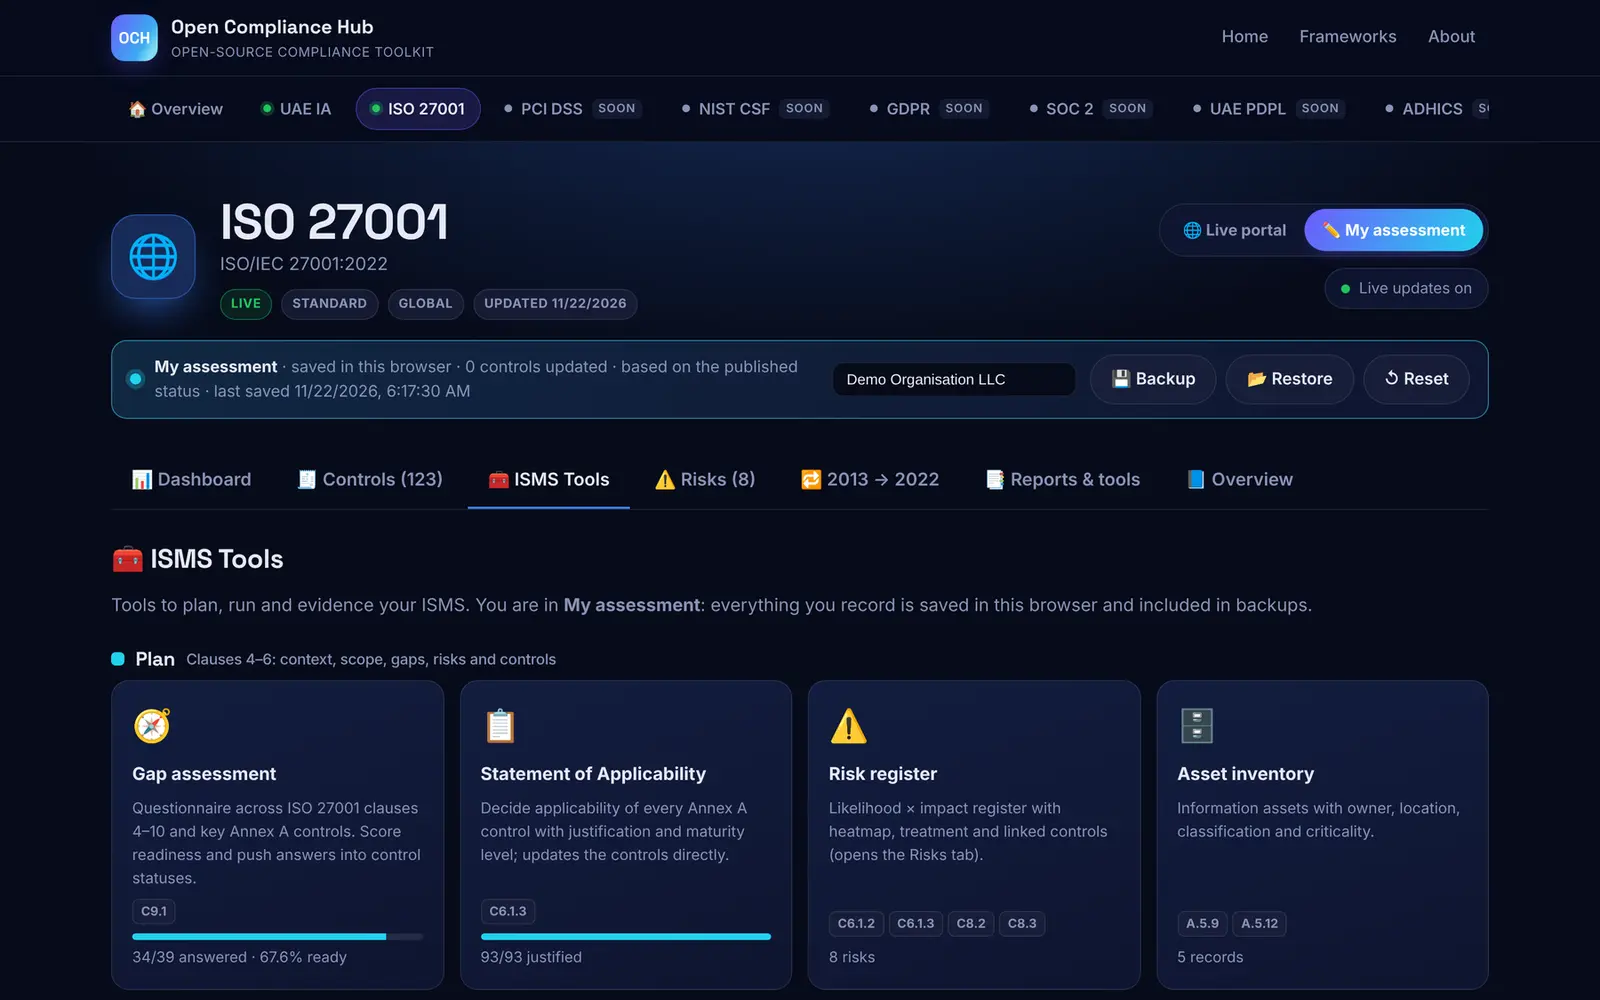 OCH
Open Compliance Hub
OPEN-SOURCE COMPLIANCE TOOLKIT
Home Frameworks About
Overview UAE IA ISO 27001 PCI DSS SOON NIST CSF SOON GDPR SOON SOC 2 SOON UAE PDPL SOON ADHICS
ISO 27001
ISO/IEC 27001:2022
LIVE STANDARD GLOBAL UPDATED 11/22/2026
Live portal My assessment
Live updates on
My assessment · saved in this browser · 0 controls updated · based on the published
status · last saved 11/22/2026, 6:17:30 AM
Demo Organisation LLC
Backup Restore Reset
Dashboard Controls (123) ISMS Tools Risks (8) 2013 → 2022 Reports & tools Overview
ISMS Tools
Tools to plan, run and evidence your ISMS. You are in My assessment: everything you record is saved in this browser and included in backups.
Plan Clauses 4–6: context, scope, gaps, risks and controls
Gap assessment
Questionnaire across ISO 27001 clauses
4–10 and key Annex A controls. Score
readiness and push answers into control
statuses.
C9.1
34/39 answered · 67.6% ready
Statement of Applicability
Decide applicability of every Annex A
control with justification and maturity
level; updates the controls directly.
C6.1.3
93/93 justified
Risk register
Likelihood × impact register with
heatmap, treatment and linked controls
(opens the Risks tab).
C6.1.2 C6.1.3 C8.2 C8.3
8 risks
Asset inventory
Information assets with owner, location,
classification and criticality.
A.5.9 A.5.12
5 records